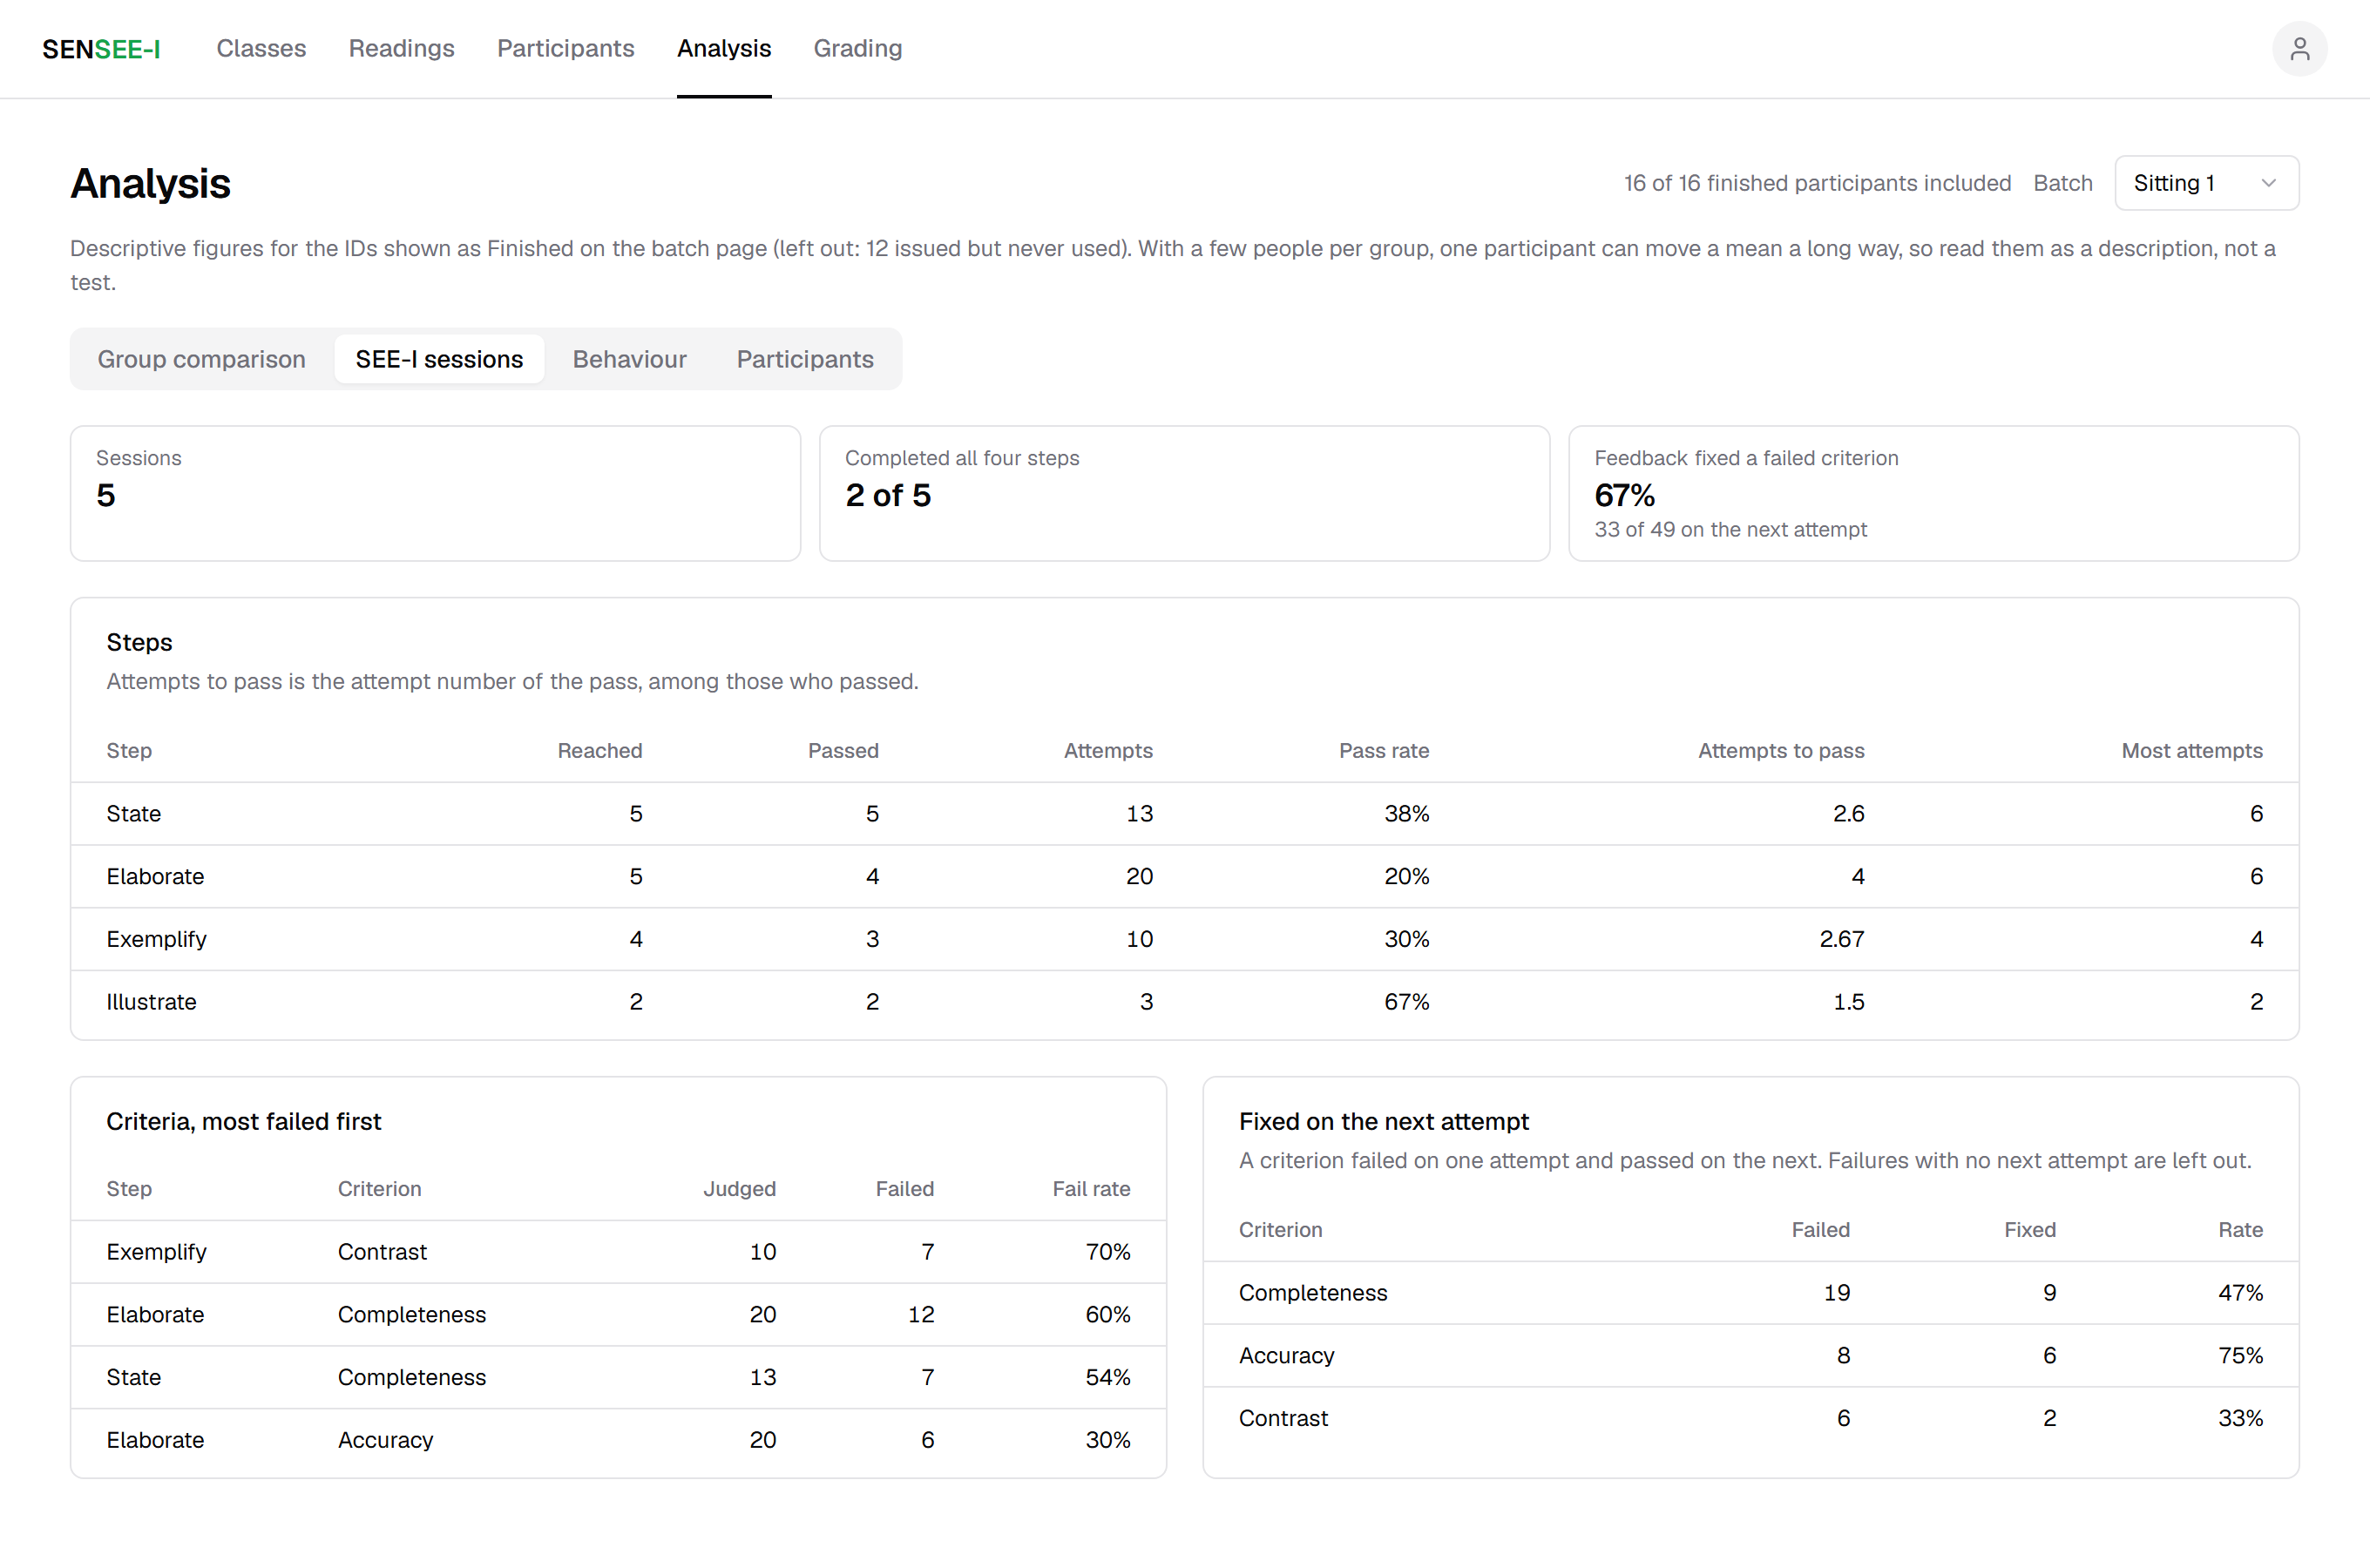 SENSEE-I Classes Readings Participants Analysis Grading
Analysis
16 of 16 finished participants included Batch Sitting 1
Descriptive figures for the IDs shown as Finished on the batch page (left out: 12 issued but never used). With a few people per group, one participant can move a mean a long way, so read them as a description, not a
test.
Group comparison SEE-I sessions Behaviour Participants
Sessions
5
Completed all four steps
2 of 5
Feedback fixed a failed criterion
67%
33 of 49 on the next attempt
Steps
Attempts to pass is the attempt number of the pass, among those who passed.
Step Reached Passed Attempts Pass rate Attempts to pass Most attempts
State 5 5 13 38% 2.6 6
Elaborate 5 4 20 20% 4 6
Exemplify 4 3 10 30% 2.67 4
Illustrate 2 2 3 67% 1.5 2
Criteria, most failed first
Step Criterion Judged Failed Fail rate
Exemplify Contrast 10 7 70%
Elaborate Completeness 20 12 60%
State Completeness 13 7 54%
Elaborate Accuracy 20 6 30%
Fixed on the next attempt
A criterion failed on one attempt and passed on the next. Failures with no next attempt are left out.
Criterion Failed Fixed Rate
Completeness 19 9 47%
Accuracy 8 6 75%
Contrast 6 2 33%